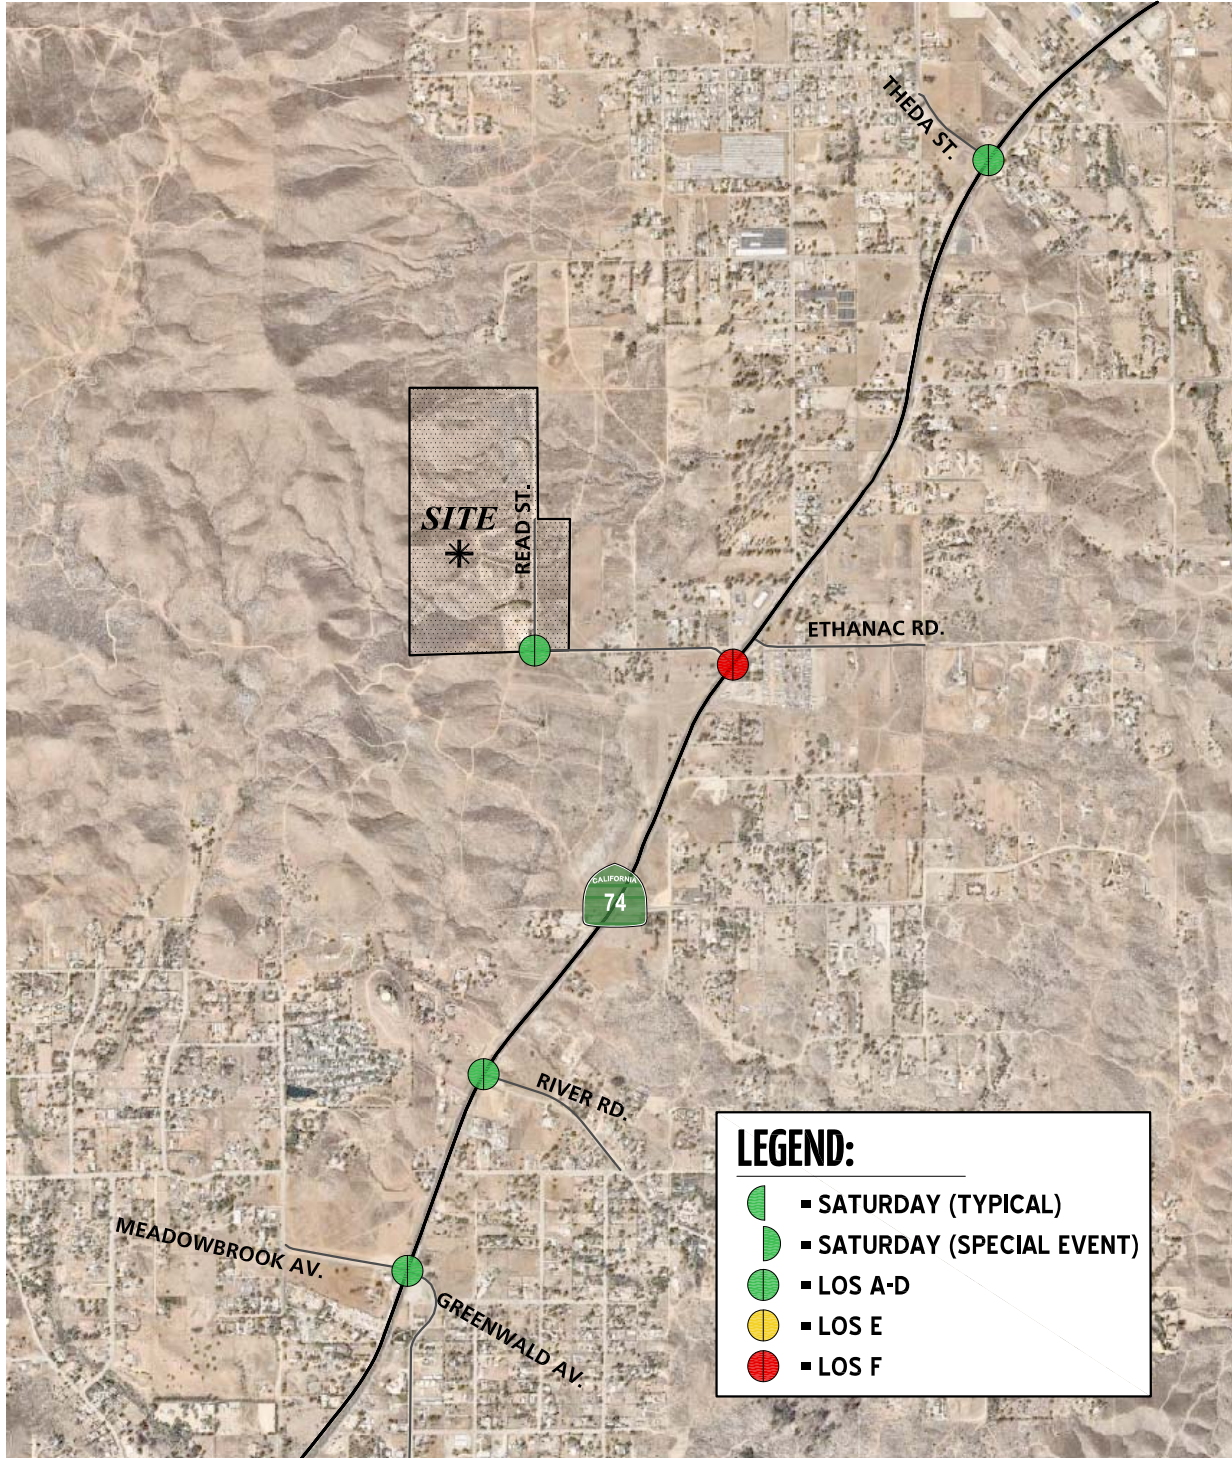 THEDA ST.
SITE
READ ST.
ETHANAC RD.
CALIFORNIA
74
RIVER RD.
MEADOWBROOK AV.
GREENWALD AV.
LEGEND:
= SATURDAY (TYPICAL)
= SATURDAY (SPECIAL EVENT)
= LOS A-D
= LOS E
= LOS F